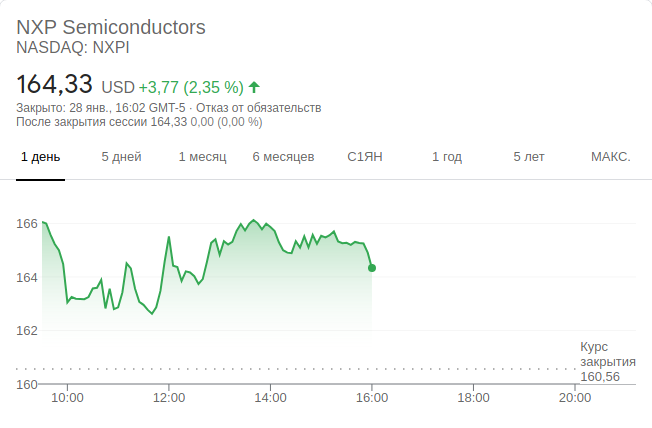 NXP Semiconductors
NASDAQ: NXPI
164,33 USD +3,77 (2,35 %)
Закрыто: 28 янв., 16:02 GMT-5 · Отказ от обязательств
После закрытия сессии 164,33 0,00 (0,00 %)
1 день 5 дней 1 месяц 6 месяцев С1ЯН 1 год 5 лет МАКС.
166
164
162
Курс
закрытия
160,56
160
10:00 12:00 14:00 16:00 18:00 20:00